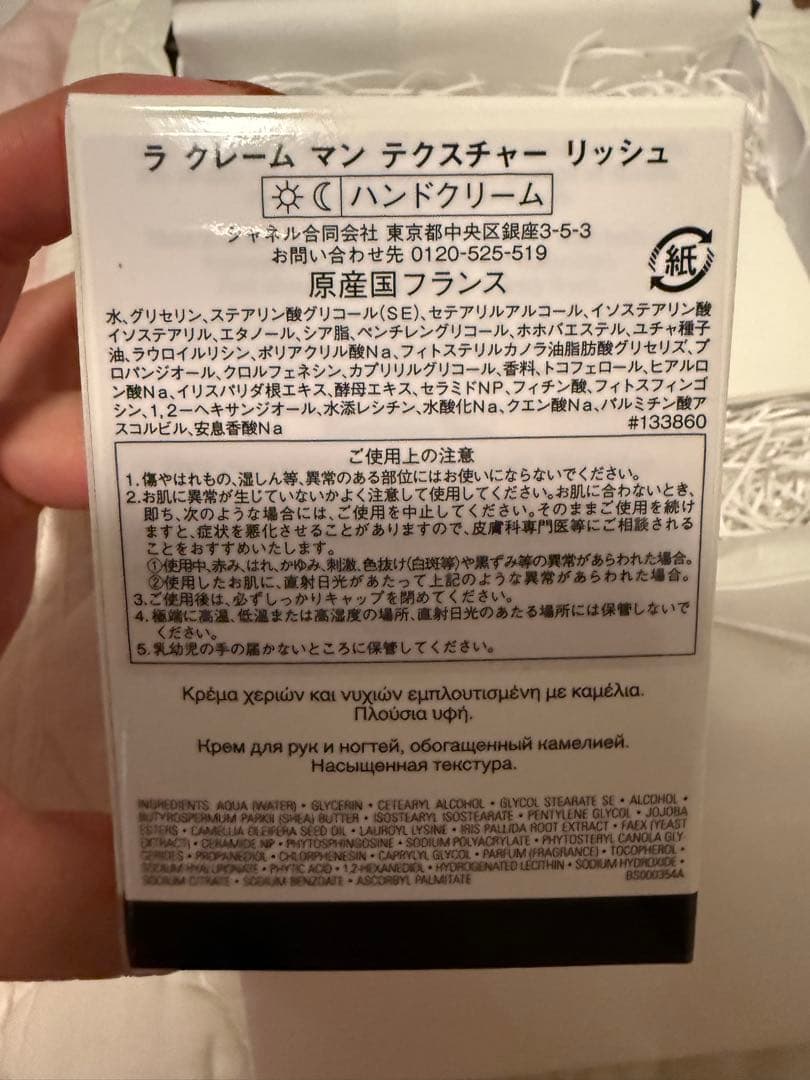 ラ クレーム マン テクスチャー リッシュ
ハンドクリーム
シャネル合同会社 東京都中央区銀座3-5-3
お問い合わせ先 0120-525-519
紙
原産国フランス
水、グリセリン、ステアリン酸グリコール(SE)、セテアリルアルコール、イソステアリン酸
イソステアリル、エタノール、シア脂、ペンチレングリコール、ホホバエステル、ユチャ種子
油、ラウロイルリシン、ポリアクリル酸Na、フィトステリルカノラ油脂肪酸グリセリズ、プ
ロパンジオール、クロルフェネシン、カプリリルグリコール、香料、トコフェロール、ヒアルロ
ン酸Na、イリスパリダ根エキス、酵母エキス、セラミドNP、フィチン酸、フィトスフィンゴ
シン、1,2-ヘキサンジオール、水添レシチン、水酸化Na、クエン酸Na、パルミチン酸ア
スコルビル、安息香酸Na #133860
ご使用上の注意
1.傷やはれもの、湿しん等、異常のある部位にはお使いにならないでください。
2.お肌に異常が生じていないかよく注意して使用してください。お肌に合わないとき、
即ち、次のような場合には、ご使用を中止してください。そのままご使用を続け
ますと、症状を悪化させることがありますので、皮膚科専門医等にご相談される
ことをおすすめいたします。
①使用中、赤み、はれ、かゆみ、刺激、色抜け(白斑等)や黒ずみ等の異常があらわれた場合。
②使用したお肌に、直射日光があたって上記のような異常があらわれた場合。
3.ご使用後は、必ずしっかりキャップを閉めてください。
4.極端に高温、低温または高湿度の場所、直射日光のあたる場所には保管しないで
ください。
5.乳幼児の手の届かないところに保管してください。
Κρέμα χεριών και νυχιών εμπλουτισμένη με καμέλια.
Πλούσια υφή.
Крем для рук и ногтей, обогащенный камелией.
Насыщенная текстура.
INGREDIENTS AQUA (WATER) • GLYCERIN • CETEARYL ALCOHOL • GLYCOL STEARATE SE • ALCOHOL •
BUTYROSPERMUM PARKII (SHEA) BUTTER • ISOSTEARYL ISOSTEARATE • PENTYLENE GLYCOL • JOJOBA
ESTERS • CAMELLIA OLEIFERA SEED OIL • LAUROYL LYSINE • IRIS PALLIDA ROOT EXTRACT • FAEX (YEAST
EXTRACT) • CERAMIDE NP • PHYTOSPHINGOSINE • SODIUM POLYACRYLATE • PHYTOSTERYL CANOLA GLY-
CERIDES • PROPANEDIOL • CHLORPHENESIN • CAPRYLYL GLYCOL • PARFUM (FRAGRANCE) • TOCOPHEROL •
SODIUM HYALURONATE • PHYTIC ACID • 1,2-HEXANEDIOL • HYDROGENATED LECITHIN • SODIUM HYDROXIDE •
SODIUM CITRATE • SODIUM BENZOATE • ASCORBYL PALMITATE BS000354A